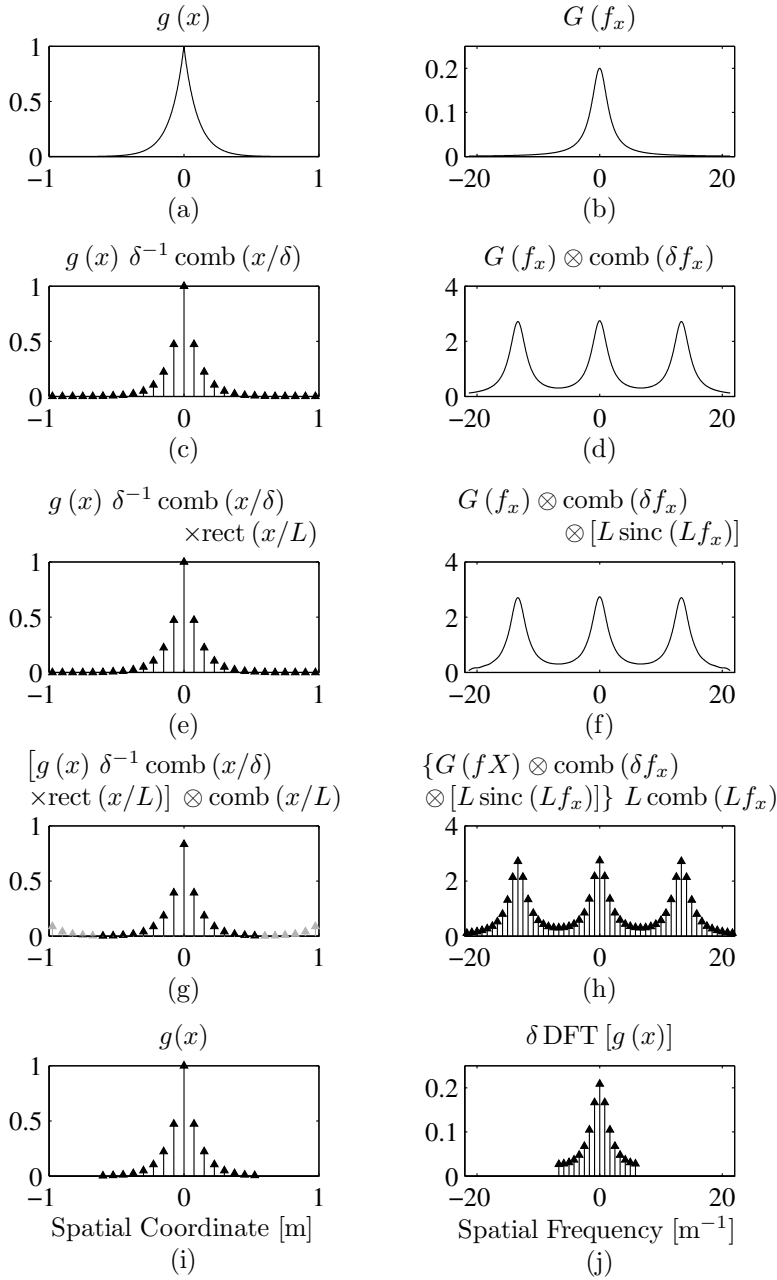 g (x)
G (f_x)
1
0.5
0
−1 0 1
(a)
0.2
0.1
0
−20 0 20
(b)
g (x) δ⁻¹ comb (x/δ)
G (f_x) ⊗ comb (δf_x)
1
0.5
0
−1 0 1
(c)
4
2
0
−20 0 20
(d)
g (x) δ⁻¹ comb (x/δ)
×rect (x/L)
G (f_x) ⊗ comb (δf_x)
⊗ [L sinc (Lf_x)]
1
0.5
0
−1 0 1
(e)
4
2
0
−20 0 20
(f)
[g (x) δ⁻¹ comb (x/δ)
×rect (x/L)] ⊗ comb (x/L)
{G (fX) ⊗ comb (δf_x)
⊗ [L sinc (Lf_x)]} L comb (Lf_x)
1
0.5
0
−1 0 1
(g)
4
2
0
−20 0 20
(h)
g(x)
δ DFT [g (x)]
1
0.5
0
−1 0 1
Spatial Coordinate [m]
(i)
0.2
0.1
0
−20 0 20
Spatial Frequency [m⁻¹]
(j)